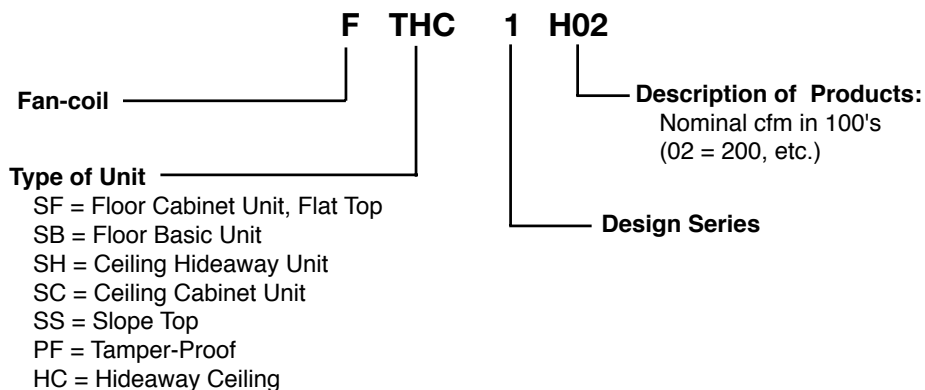 F THC 1 H02
Fan-coil
Description of Products:
Nominal cfm in 100's
(02 = 200, etc.)
Type of Unit
SF = Floor Cabinet Unit, Flat Top
SB = Floor Basic Unit
Design Series
SH = Ceiling Hideaway Unit
SC = Ceiling Cabinet Unit
SS = Slope Top
PF = Tamper-Proof
HC = Hideaway Ceiling